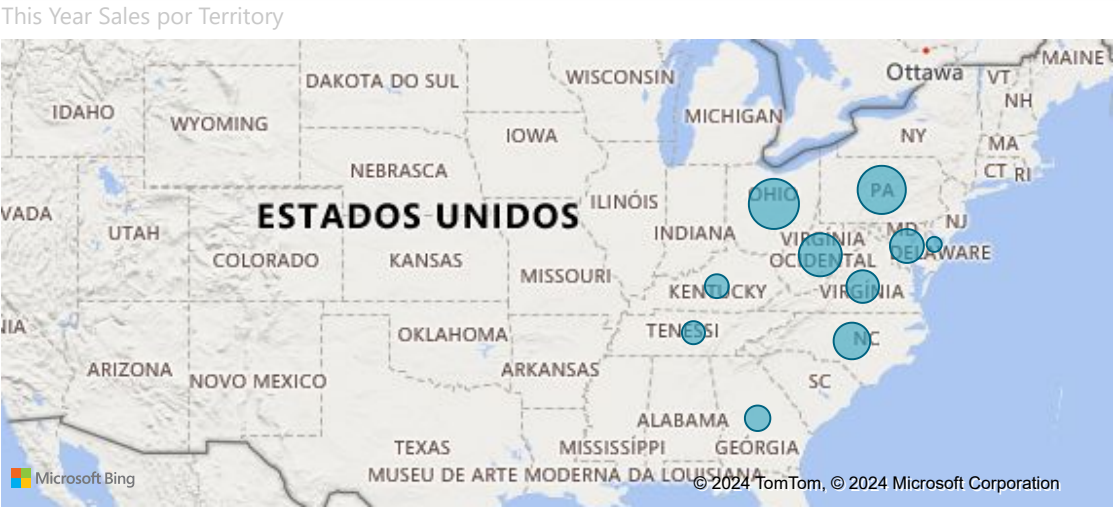 This Year Sales por Territory
MAINE
Ottawa
VT
DAKOTA DO SUL
WISCONSIN
NH
IDAHO
WYOMING
MICHIGAN
NY
IOWA
MA
NEBRASCA
CT
RI
OHIO
PA
ILINÓIS
VADA
ESTADOS UNIDOS
UTAH
INDIANA
MD
NJ
VIRGÍNIA
OCIDENTAL
DELAWARE
COLORADO
KANSAS
MISSOURI
KENTUCKY
VIRGÍNIA
NIA
OKLAHOMA
TENESSI
NC
ARIZONA
NOVO MEXICO
ARKANSAS
SC
ALABAMA
TEXAS
MISSISSÍPPI
GEÓRGIA
MUSEU DE ARTE MODERNA DA LOUISIANA
Microsoft Bing
© 2024 TomTom, © 2024 Microsoft Corporation